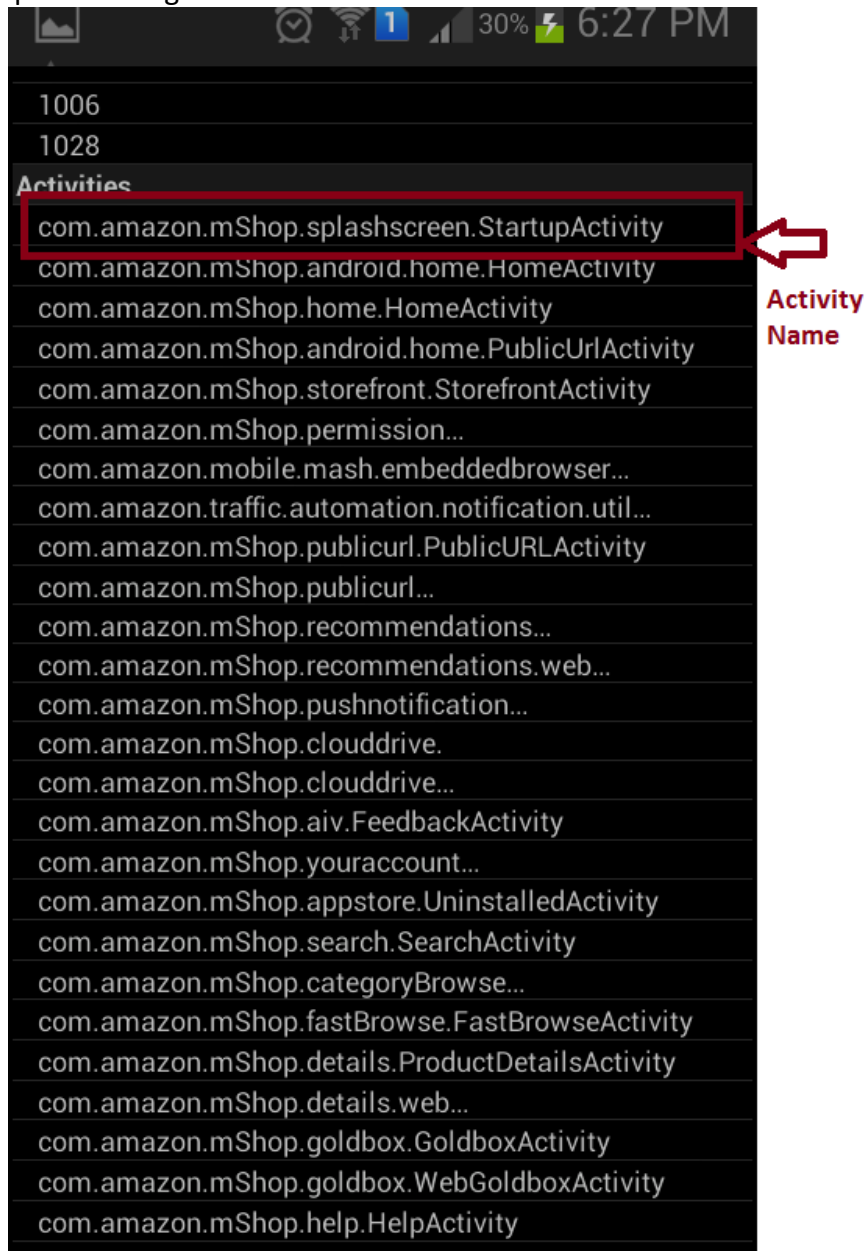 1 30% 6:27 PM
1006
1028
Activities
com.amazon.mShop.splashscreen.StartupActivity
com.amazon.mShop.android.home.HomeActivity
com.amazon.mShop.home.HomeActivity
Activity
Name
com.amazon.mShop.android.home.PublicUrlActivity
com.amazon.mShop.storefront.StorefrontActivity
com.amazon.mShop.permission...
com.amazon.mobile.mash.embeddedbrowser...
com.amazon.traffic.automation.notification.util...
com.amazon.mShop.publicurl.PublicURLActivity
com.amazon.mShop.publicurl...
com.amazon.mShop.recommendations...
com.amazon.mShop.recommendations.web...
com.amazon.mShop.pushnotification...
com.amazon.mShop.clouddrive.
com.amazon.mShop.clouddrive...
com.amazon.mShop.aiv.FeedbackActivity
com.amazon.mShop.youraccount...
com.amazon.mShop.appstore.UninstalledActivity
com.amazon.mShop.search.SearchActivity
com.amazon.mShop.categoryBrowse...
com.amazon.mShop.fastBrowse.FastBrowseActivity
com.amazon.mShop.details.ProductDetailsActivity
com.amazon.mShop.details.web...
com.amazon.mShop.goldbox.GoldboxActivity
com.amazon.mShop.goldbox.WebGoldboxActivity
com.amazon.mShop.help.HelpActivity